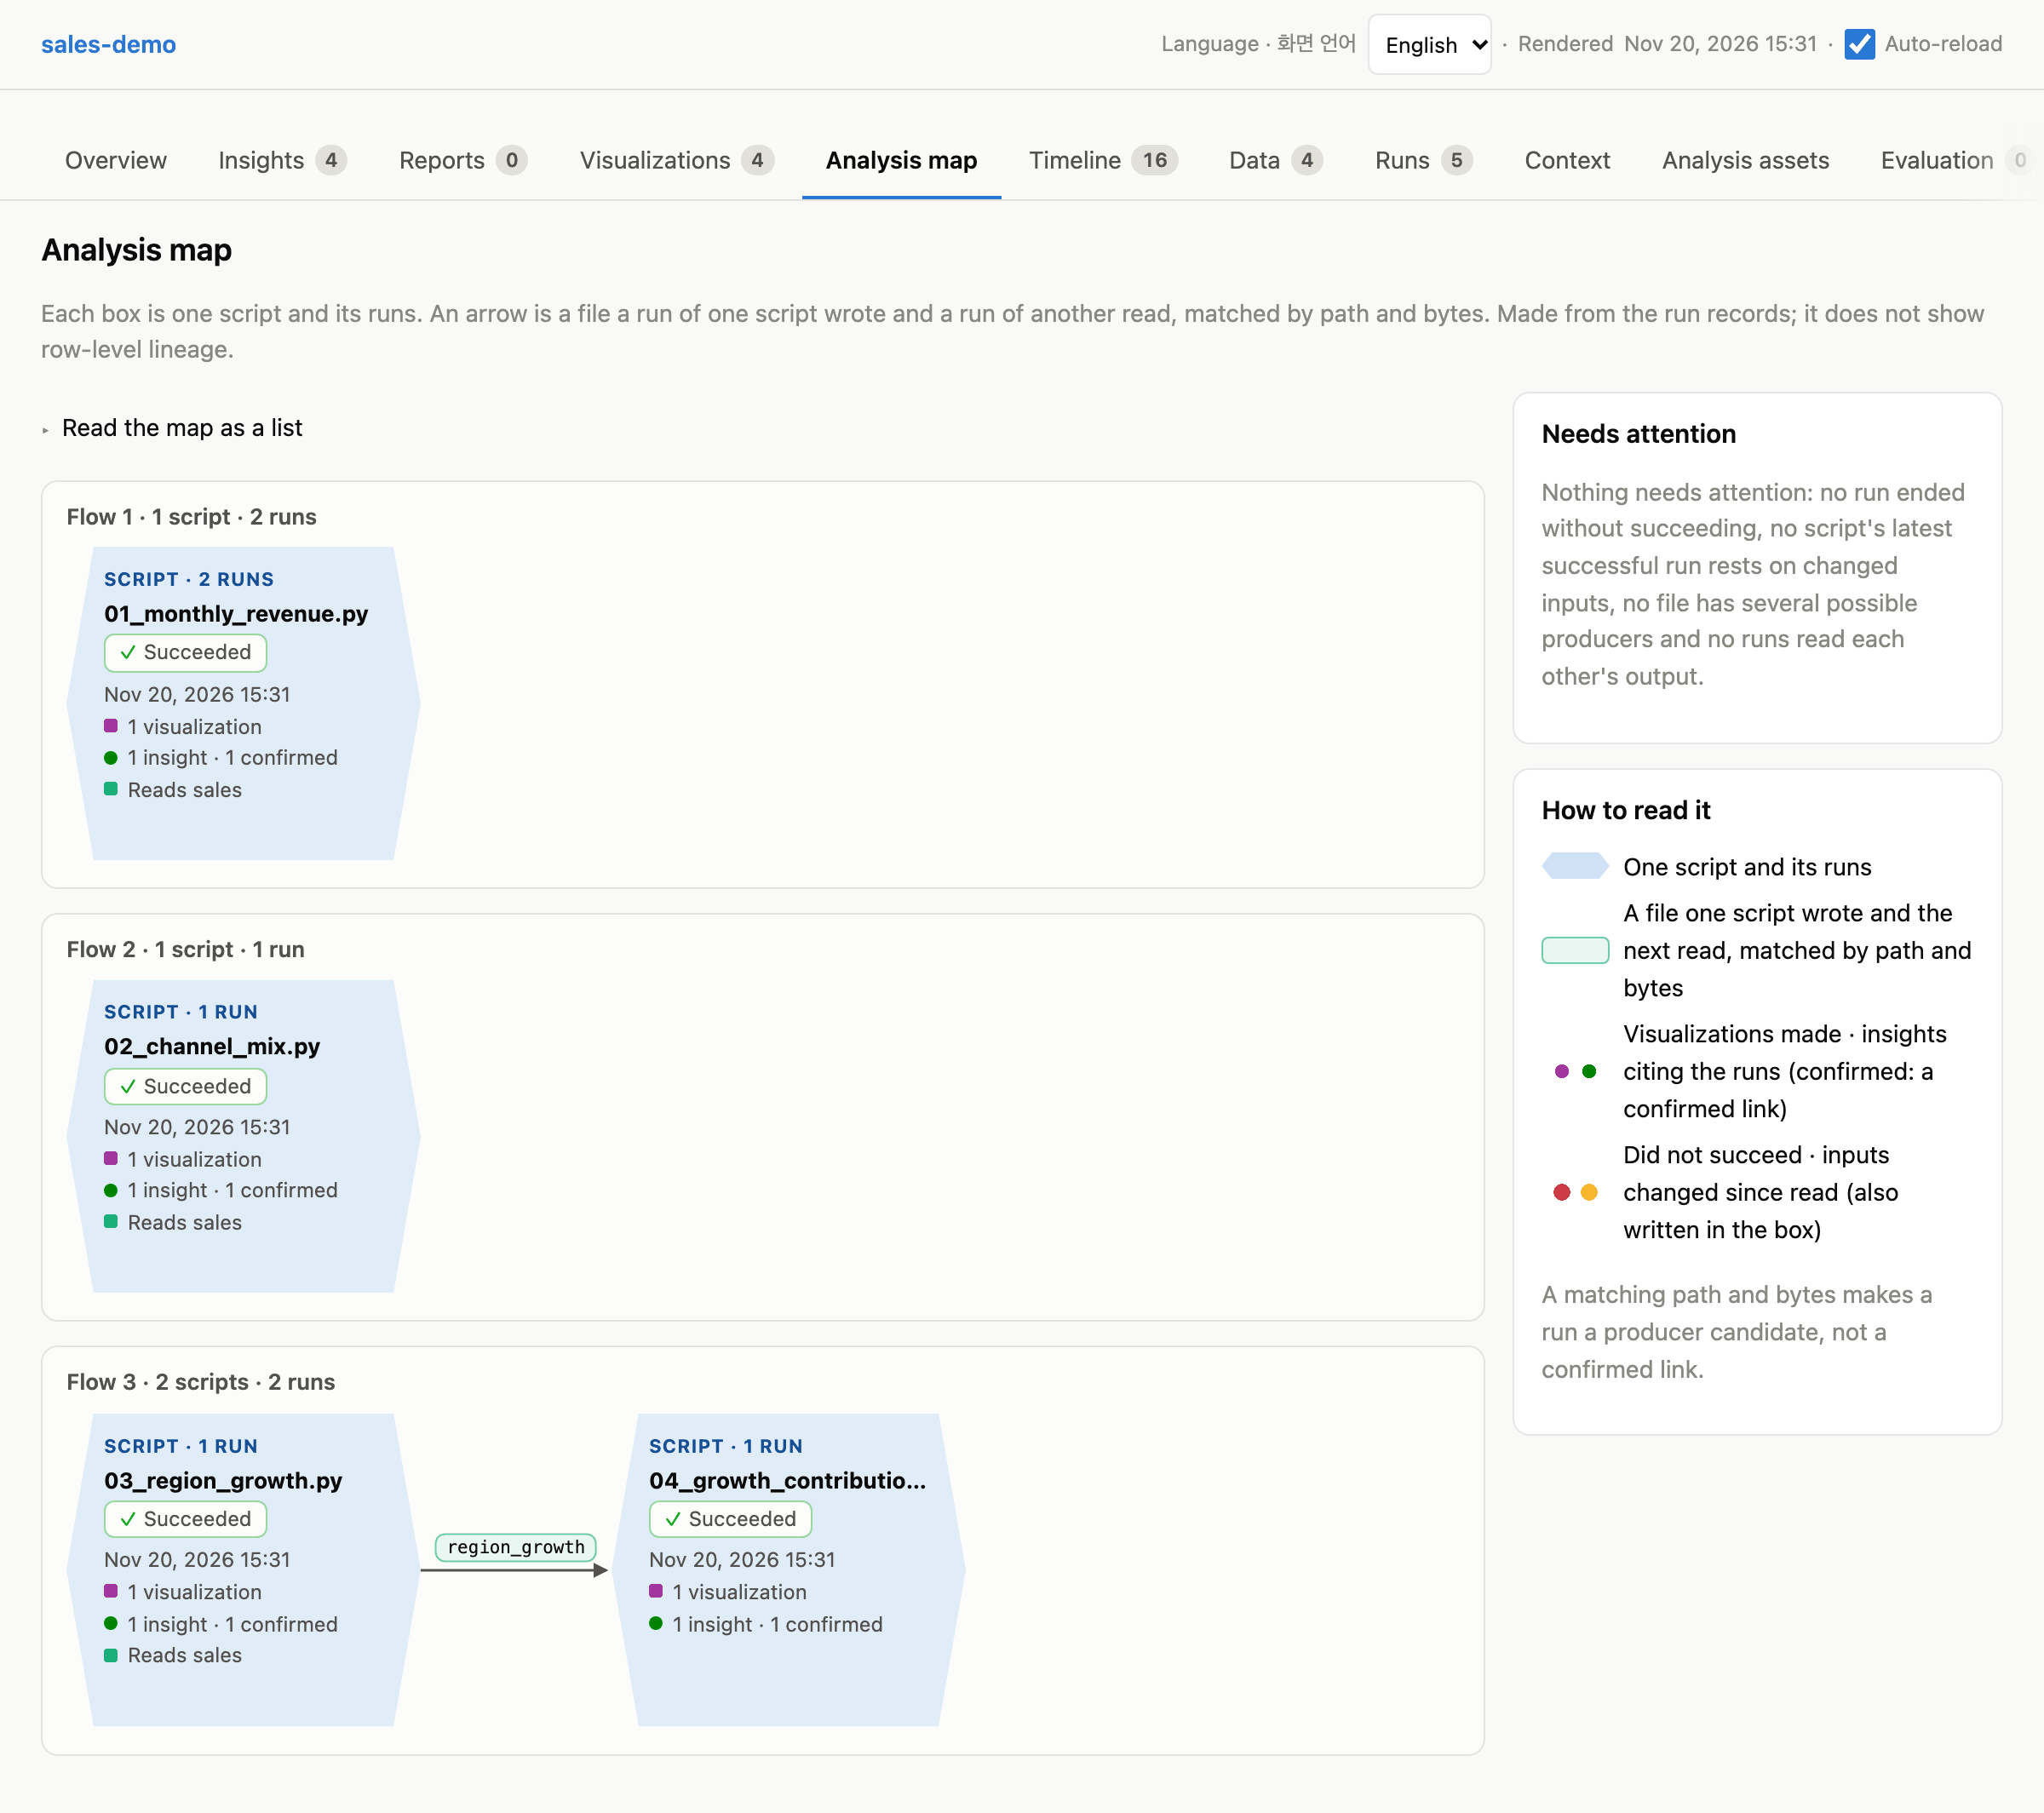 sales-demo
Language · 화면 언어 English · Rendered Nov 20, 2026 15:31 · Auto-reload
Overview Insights 4 Reports 0 Visualizations 4 Analysis map Timeline 16 Data 4 Runs 5 Context Analysis assets Evaluation 0
Analysis map
Each box is one script and its runs. An arrow is a file a run of one script wrote and a run of another read, matched by path and bytes. Made from the run records; it does not show
row-level lineage.
Read the map as a list
Flow 1 · 1 script · 2 runs
SCRIPT · 2 RUNS
01_monthly_revenue.py
✓ Succeeded
Nov 20, 2026 15:31
1 visualization
1 insight · 1 confirmed
Reads sales
Flow 2 · 1 script · 1 run
SCRIPT · 1 RUN
02_channel_mix.py
✓ Succeeded
Nov 20, 2026 15:31
1 visualization
1 insight · 1 confirmed
Reads sales
Flow 3 · 2 scripts · 2 runs
SCRIPT · 1 RUN
03_region_growth.py
✓ Succeeded
Nov 20, 2026 15:31
1 visualization
1 insight · 1 confirmed
Reads sales
region_growth
SCRIPT · 1 RUN
04_growth_contributio...
✓ Succeeded
Nov 20, 2026 15:31
1 visualization
1 insight · 1 confirmed
Needs attention
Nothing needs attention: no run ended
without succeeding, no script's latest
successful run rests on changed
inputs, no file has several possible
producers and no runs read each
other's output.
How to read it
One script and its runs
A file one script wrote and the
next read, matched by path and
bytes
Visualizations made · insights
citing the runs (confirmed: a
confirmed link)
Did not succeed · inputs
changed since read (also
written in the box)
A matching path and bytes makes a
run a producer candidate, not a
confirmed link.